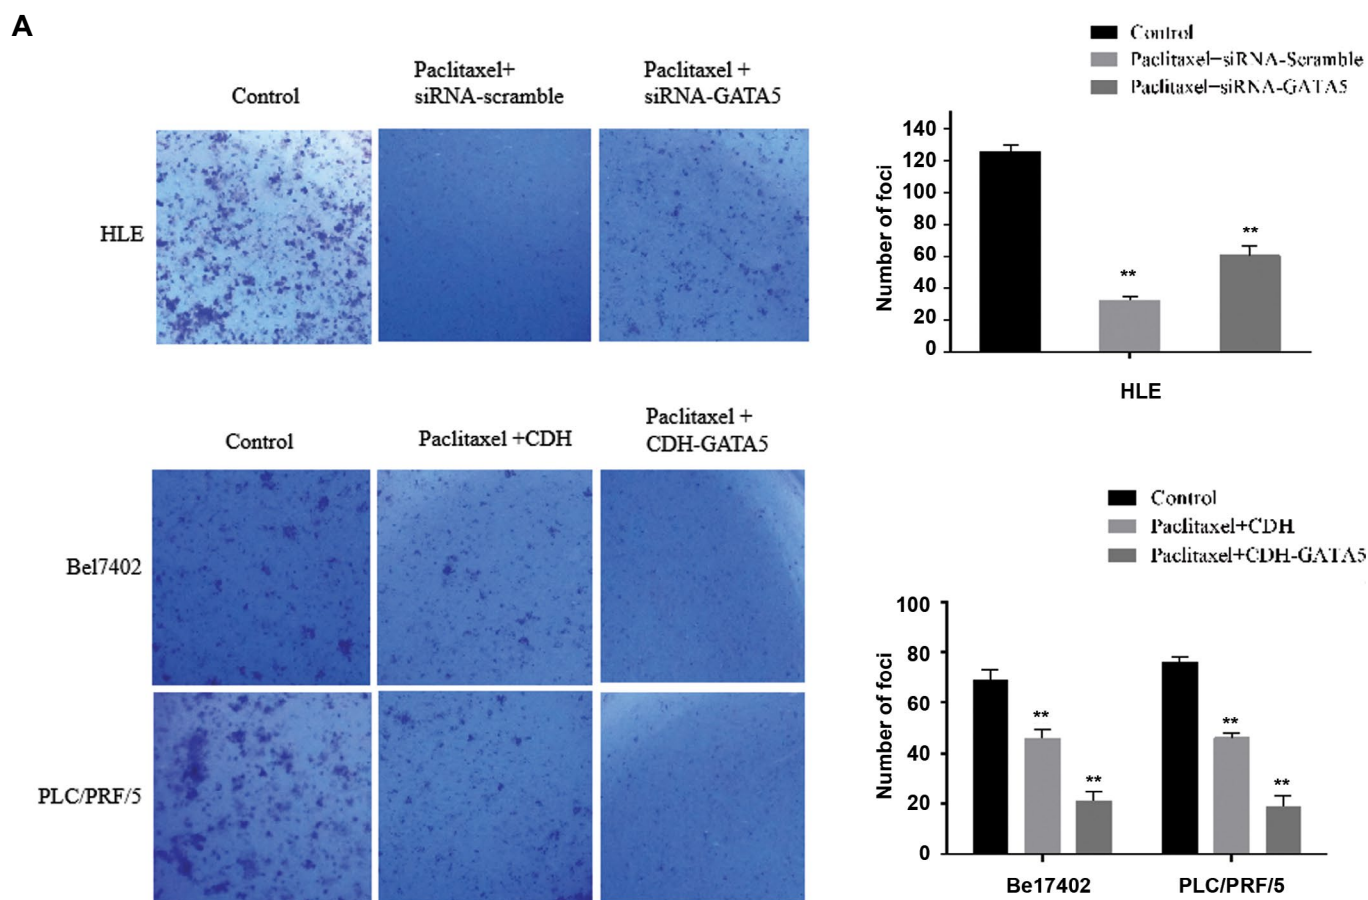 A
Control
Paclitaxel+
siRNA-scramble
Paclitaxel +
siRNA-GATA5
HLE
Control
Paclitaxel−siRNA-Scramble
Paclitaxel−siRNA-GATA5
Number of foci
140
120
100
80
60
40
20
0
**
**
HLE
Control
Paclitaxel +CDH
Paclitaxel +
CDH-GATA5
Be17402
PLC/PRF/5
Control
Paclitaxel+CDH
Paclitaxel+CDH-GATA5
Number of foci
100
80
60
40
20
0
**
**
**
**
Be17402
PLC/PRF/5